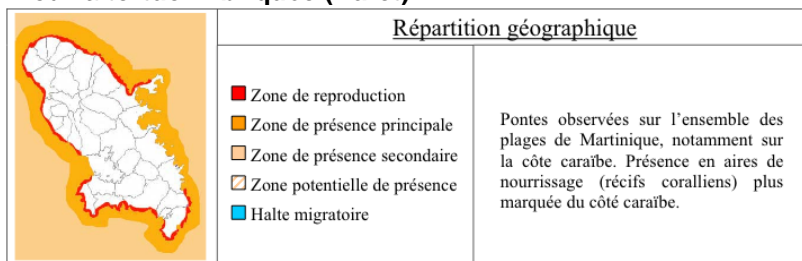 Répartition géographique
Zone de reproduction
Zone de présence principale
Zone de présence secondaire
Zone potentielle de présence
Halte migratoire
Pontes observées sur l’ensemble des
plages de Martinique, notamment sur
la côte caraïbe. Présence en aires de
nourrissage (récifs coralliens) plus
marquée du côté caraïbe.